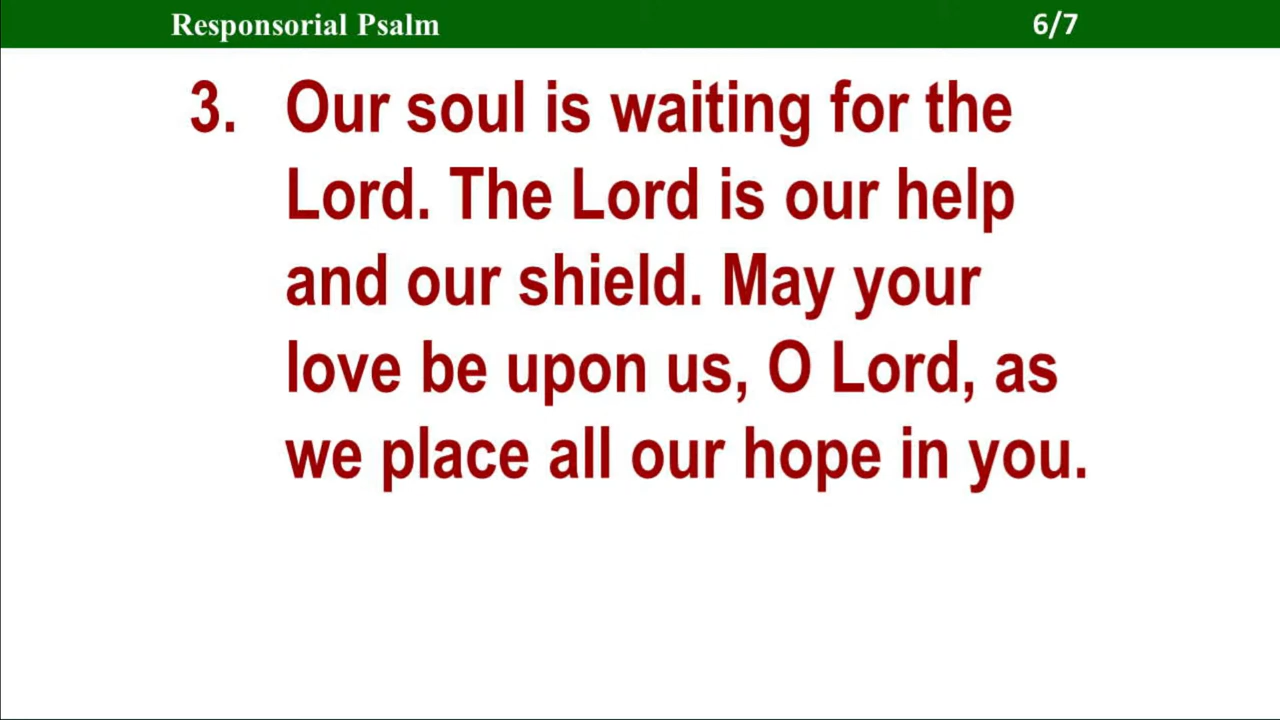 Responsorial Psalm 6/7
3. Our soul is waiting for the
Lord. The Lord is our help
and our shield. May your
love be upon us, O Lord, as
we place all our hope in you.